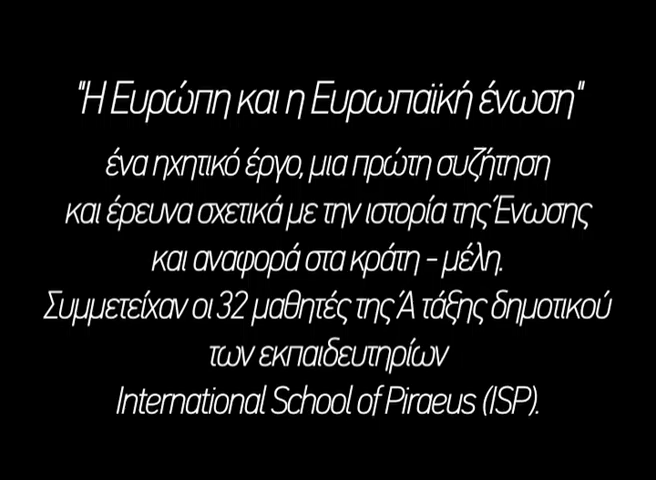 "Η Ευρώπη και η Ευρωπαϊκή ένωση"
ένα ηχητικό έργο, μια πρώτη συζήτηση
και έρευνα σχετικά με την ιστορία της Ένωσης
και αναφορά στα κράτη - μέλη.
Συμμετείχαν οι 32 μαθητές της Ά τάξης δημοτικού
των εκπαιδευτηρίων
International School of Piraeus (ISP).